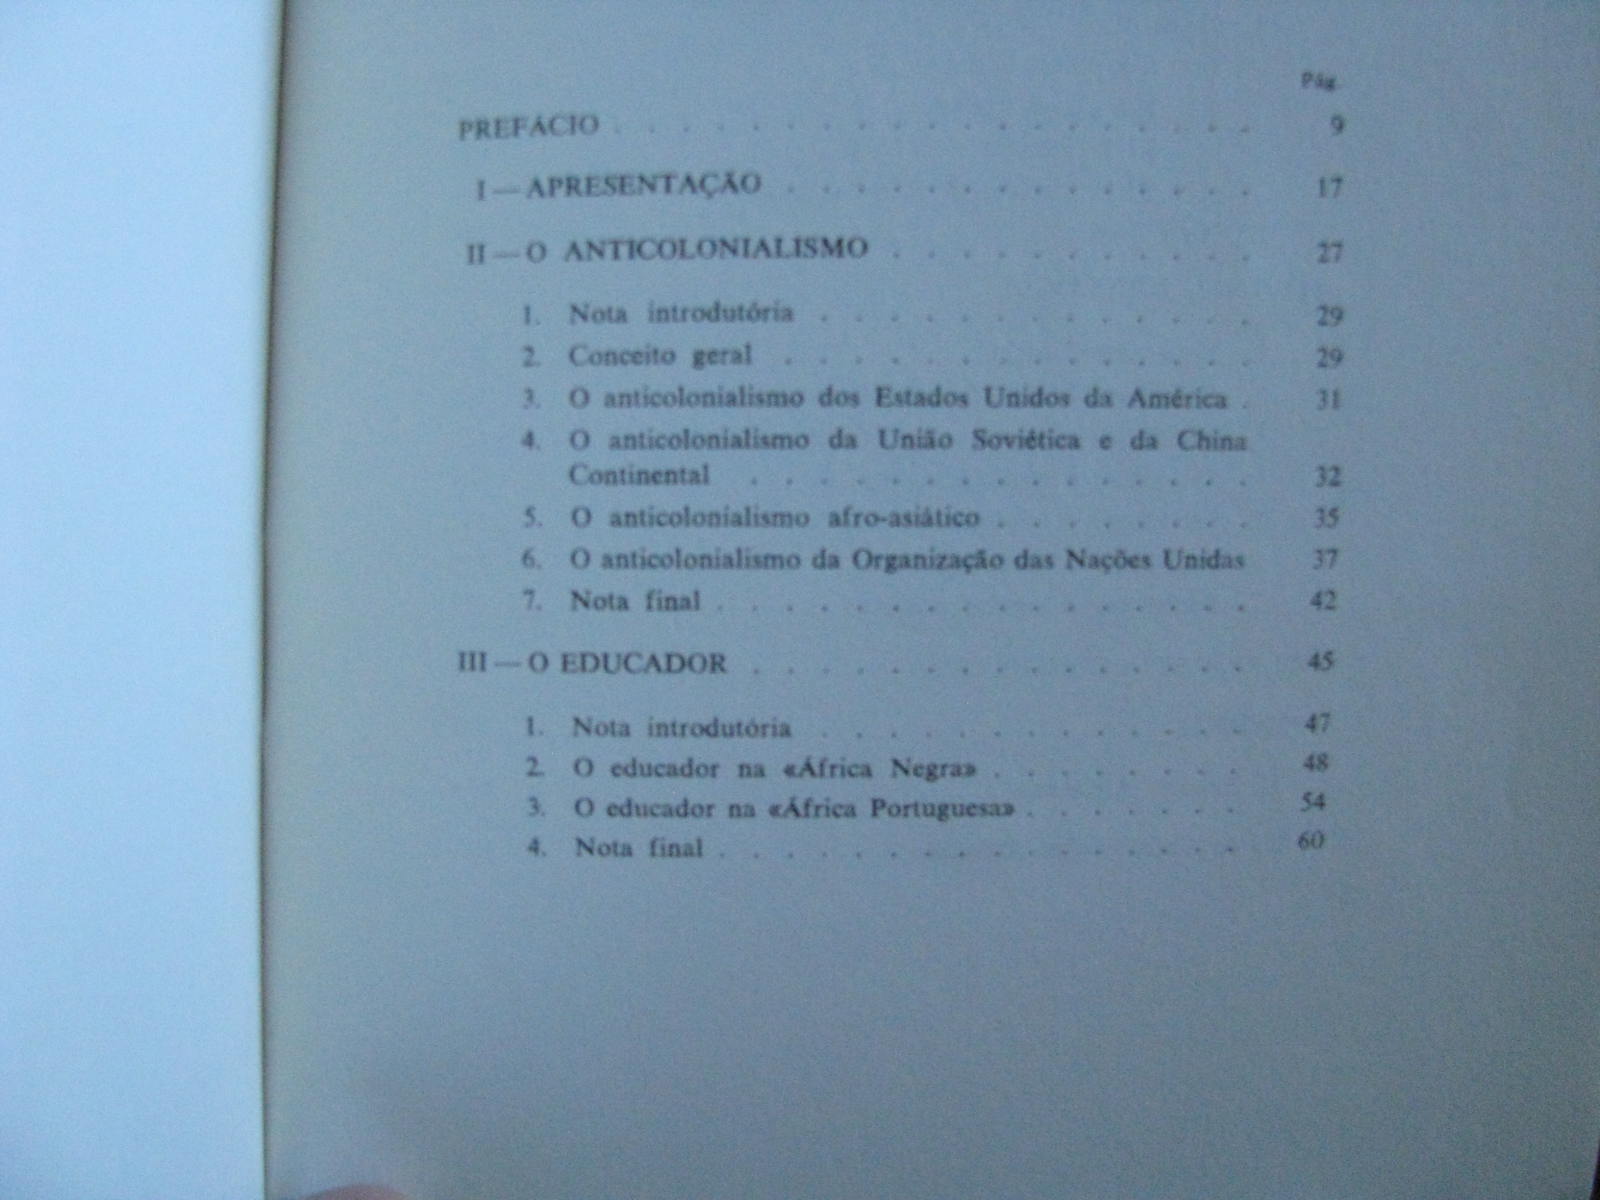 Pág.
PREFÁCIO . . . . . . . . . . . . . . . . . . . 9
I — APRESENTAÇÃO . . . . . . . . . . . . . . 17
II — O ANTICOLONIALISMO . . . . . . . . . . . 27
1. Nota introdutória . . . . . . . . . . . . . 29
2. Conceito geral . . . . . . . . . . . . . . 29
3. O anticolonialismo dos Estados Unidos da América . 31
4. O anticolonialismo da União Soviética e da China
Continental . . . . . . . . . . . . . . . 32
5. O anticolonialismo afro-asiático . . . . . . . . 35
6. O anticolonialismo da Organização das Nações Unidas 37
7. Nota final . . . . . . . . . . . . . . . . 42
III — O EDUCADOR . . . . . . . . . . . . . . . 45
1. Nota introdutória . . . . . . . . . . . . . 47
2. O educador na «África Negra» . . . . . . . . 48
3. O educador na «África Portuguesa» . . . . . . . 54
4. Nota final . . . . . . . . . . . . . . . . 60